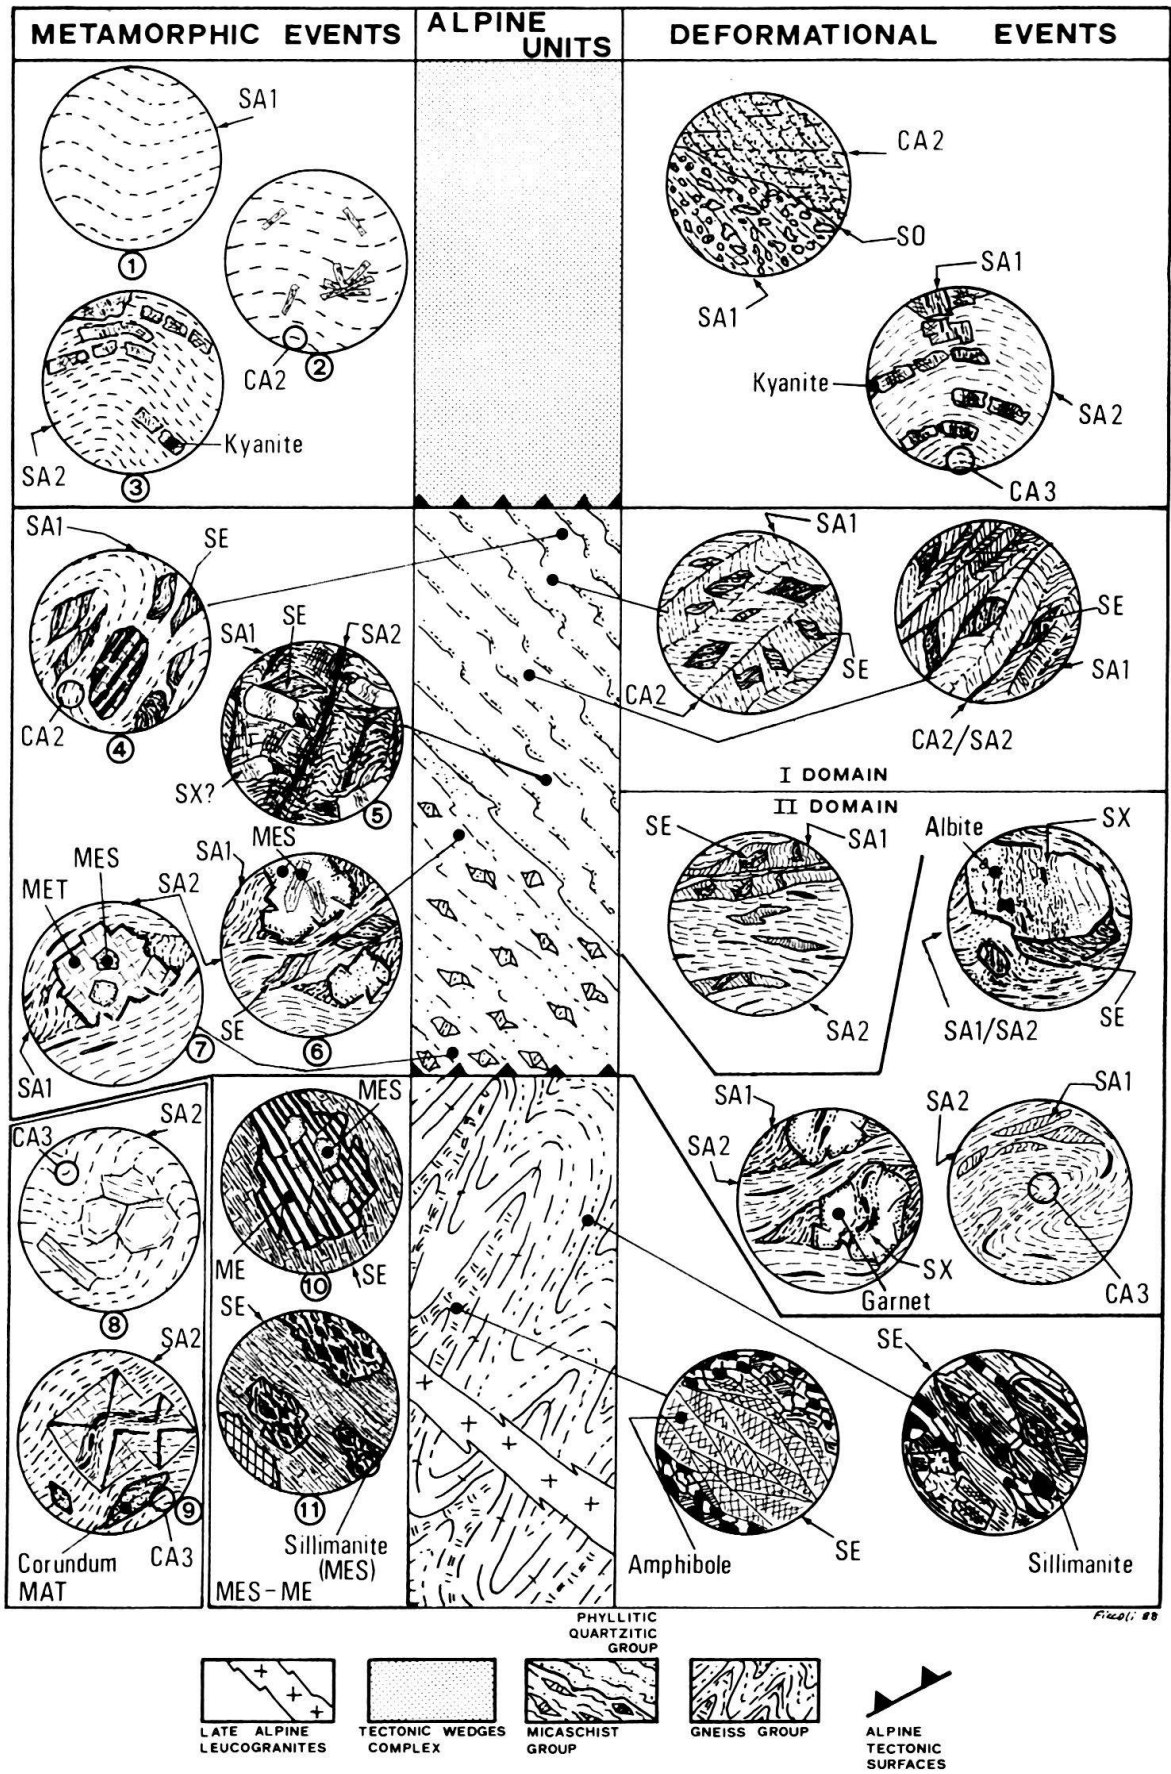 METAMORPHIC EVENTS
ALPINE
UNITS
DEFORMATIONAL EVENTS
SA1
1
CA2
2
SA2
Kyanite
3
CA2
SO
SA1
SA1
Kyanite
SA2
CA3
SA1
SE
CA2
4
SA1
SE
SA2
SX?
5
SA1
SE
CA2
SE
SA1
CA2/SA2
I DOMAIN
II DOMAIN
MES
SA1
SA2
SE
6
MES
MET
SA1
7
SE
SA1
SA2
Albite
SX
SA1/SA2
SE
SA1
SA2
SX
Garnet
SA1
SA2
CA3
SA2
CA3
8
SA2
9
Corundum
CA3
MAT
MES
ME
SE
10
SE
11
Sillimanite
(MES)
MES-ME
Amphibole
SE
SE
Sillimanite
Ficcoli 88
PHYLLITIC
QUARTZITIC
GROUP
LATE ALPINE
LEUCOGRANITES
TECTONIC WEDGES
COMPLEX
MICASCHIST
GROUP
GNEISS GROUP
ALPINE
TECTONIC
SURFACES